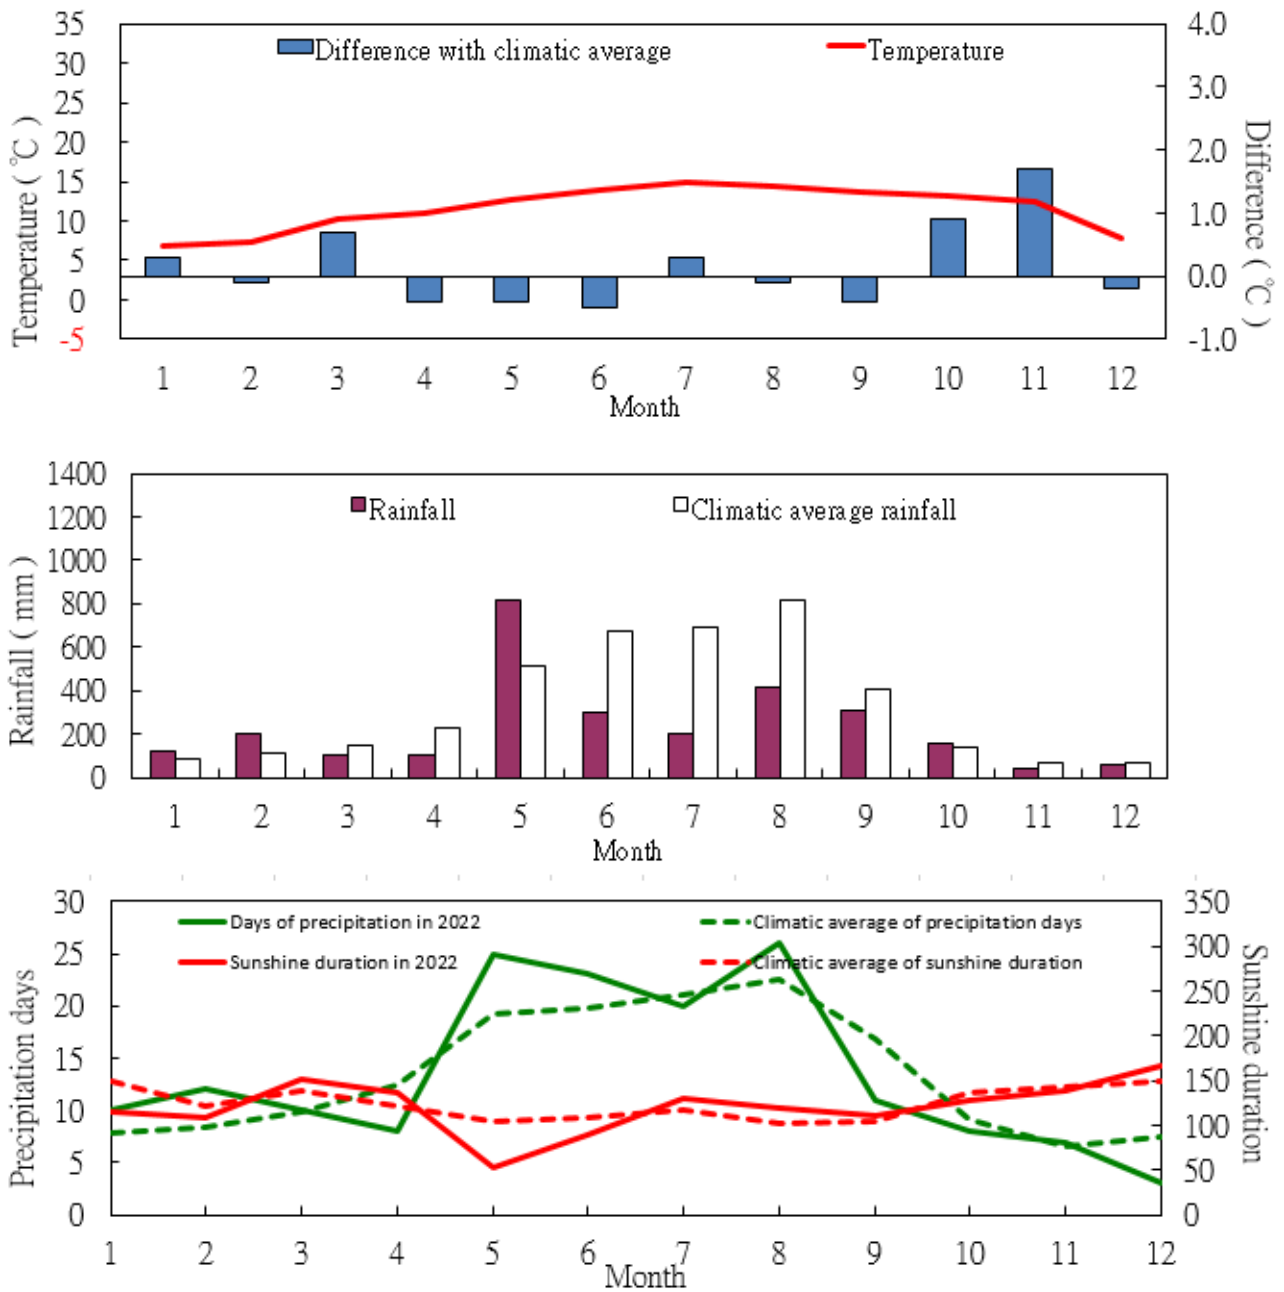 35
30
25
20
15
10
5
0
-5
Temperature ( ℃ )
Difference with climatic average
Temperature
4.0
3.0
2.0
1.0
0.0
-1.0
Difference ( ℃ )
1 2 3 4 5 6 7 8 9 10 11 12
Month
1400
1200
1000
800
600
400
200
0
Rainfall ( mm )
Rainfall
Climatic average rainfall
1 2 3 4 5 6 7 8 9 10 11 12
Month
30
25
20
15
10
5
0
Precipitation days
Days of precipitation in 2022
Climatic average of precipitation days
Sunshine duration in 2022
Climatic average of sunshine duration
350
300
250
200
150
100
50
0
Sunshine duration
1 2 3 4 5 6 7 8 9 10 11 12
Month